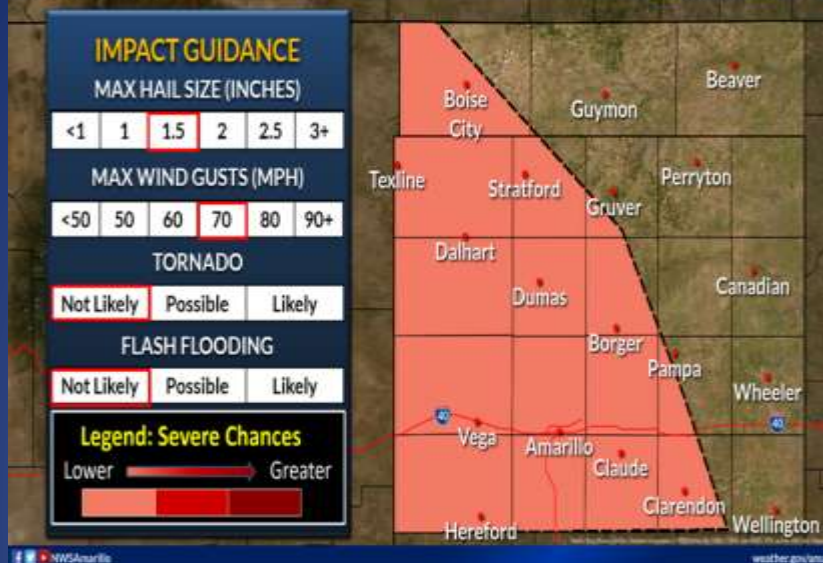 IMPACT GUIDANCE
MAX HAIL SIZE (INCHES)
<1 1 1.5 2 2.5 3+
MAX WIND GUSTS (MPH)
<50 50 60 70 80 90+
TORNADO
Not Likely Possible Likely
FLASH FLOODING
Not Likely Possible Likely
Legend: Severe Chances
Lower Greater
Boise City
Guymon
Beaver
Texline
Stratford
Gruver
Perryton
Dalhart
Dumas
Canadian
Borger
Pampa
Wheeler
40
Vega
Amarillo
40
Claude
Clarendon
Hereford
Wellington
NWSAmarillo